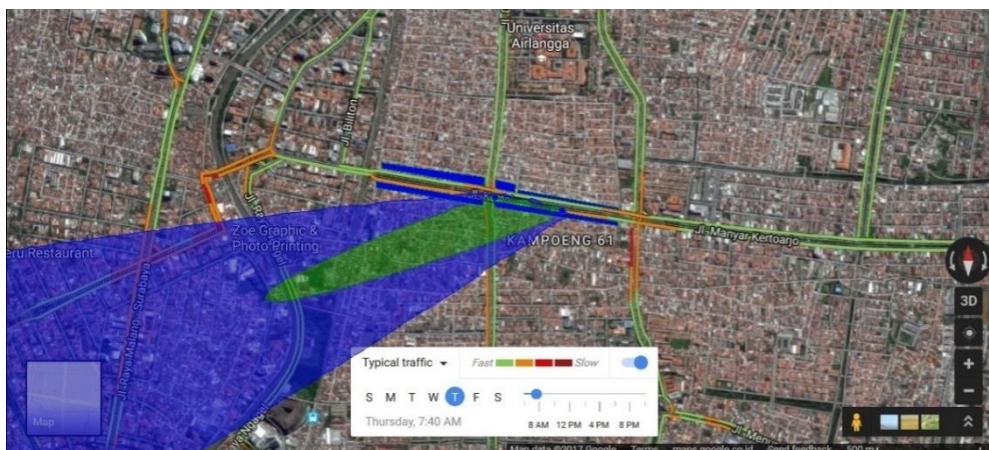 Universitas
Airlangga
Jl. Biliton
Zoe Graphic &
Photo Printing
KAMPOENG 61
Jl. Manyar Kertoarjo
eru Restaurant
Jl. Raya Malang - Surabaya
3D
Typical traffic
Fast
Slow
S M T W T F S
Thursday, 7:40 AM
8 AM 12 PM 4 PM 8 PM
Map
Map data ©2017 Google Terms maps.google.co.id Send feedback 500 m